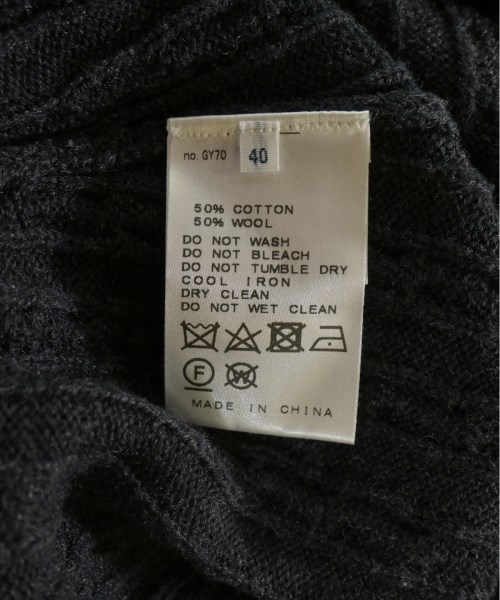 no. GY70
40
50% COTTON
50% WOOL
DO NOT WASH
DO NOT BLEACH
DO NOT TUMBLE DRY
COOL IRON
DRY CLEAN
DO NOT WET CLEAN
F W
MADE IN CHINA